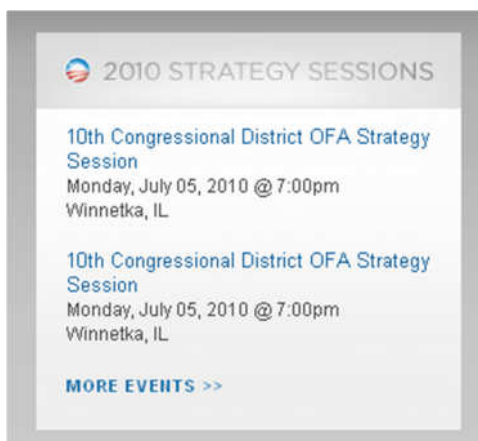 2010 STRATEGY SESSIONS
10th Congressional District OFA Strategy
Session
Monday, July 05, 2010 @ 7:00pm
Winnetka, IL
10th Congressional District OFA Strategy
Session
Monday, July 05, 2010 @ 7:00pm
Winnetka, IL
MORE EVENTS >>